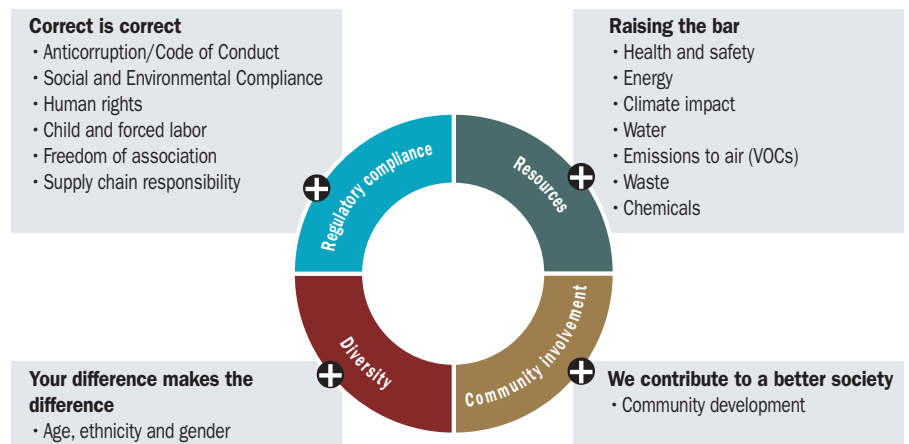 Correct is correct
· Anticorruption/Code of Conduct
· Social and Environmental Compliance
· Human rights
· Child and forced labor
· Freedom of association
· Supply chain responsibility
Raising the bar
· Health and safety
· Energy
· Climate impact
· Water
· Emissions to air (VOCs)
· Waste
· Chemicals
Regulatory compliance
Resources
Diversity
Community involvement
Your difference makes the
difference
· Age, ethnicity and gender
We contribute to a better society
· Community development